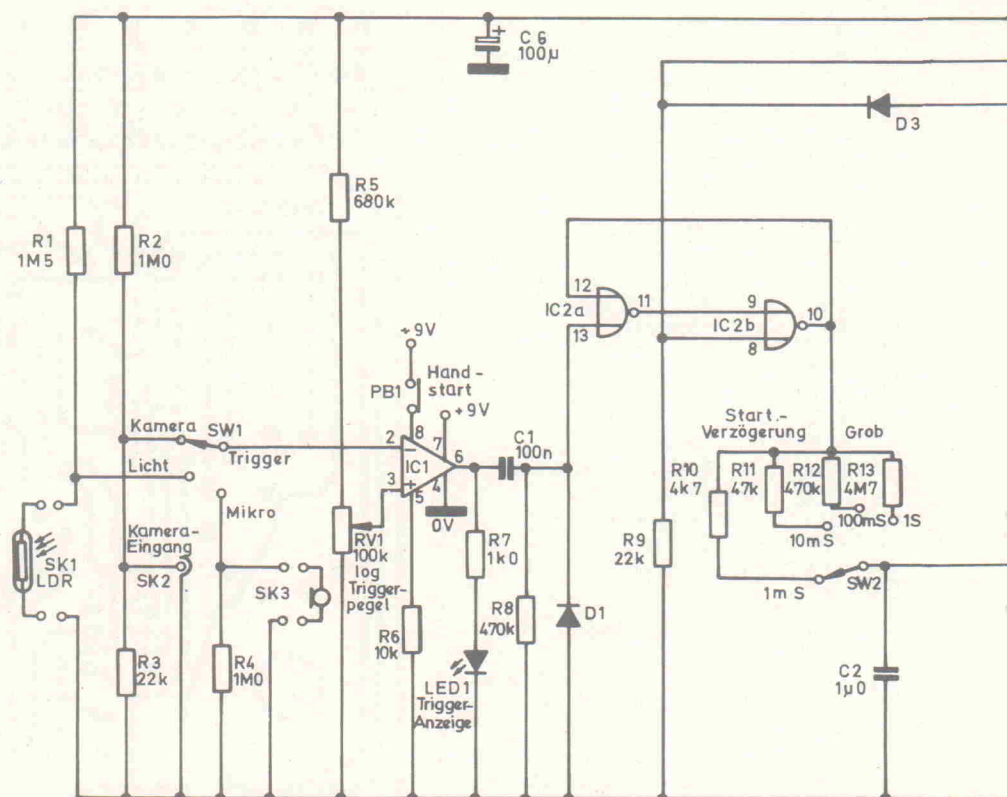 C6
100µ
D3
R5
680k
R1
1M5
R2
1M0
12
13
IC2a
11
9
IC2b
8
10
+9V
PB1
Hand-
start
+9V
8
7
2
IC1
3
5
4
6
0V
C1
100n
Kamera
SW1
Trigger
Licht
Mikro
Start.-
Verzögerung
Grob
R10
4k7
R11
47k
R12
470k
R13
4M7
100mS
1S
10mS
1mS
SW2
SK1
LDR
Kamera-
Eingang
SK2
SK3
RV1
100k
log
Trigger-
pegel
R7
1k0
R9
22k
R8
470k
D1
R6
10k
R3
22k
R4
1M0
LED1
Trigger-
Anzeige
C2
1µ0